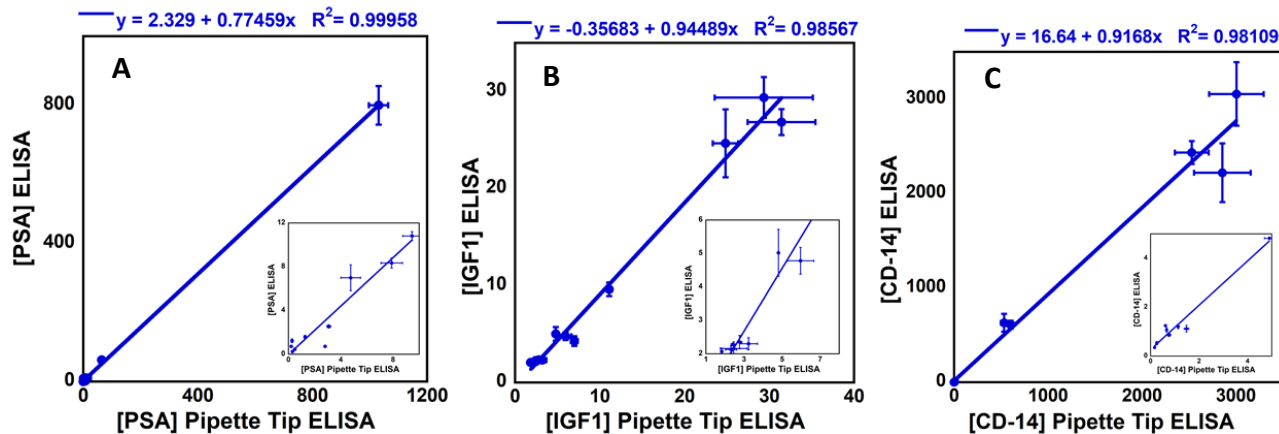 y = 2.329 + 0.77459x R² = 0.99958
A
[PSA] ELISA
800
400
0
0 400 800 1200
[PSA] Pipette Tip ELISA
[PSA] ELISA
12
8
4
0
0 4 8
[PSA] Pipette Tip ELISA
y = -0.35683 + 0.94489x R² = 0.98567
B
[IGF1] ELISA
30
20
10
0
0 10 20 30 40
[IGF1] Pipette Tip ELISA
[IGF1] ELISA
6
5
4
3
2
1 3 5 7
[IGF1] Pipette Tip ELISA
y = 16.64 + 0.9168x R² = 0.98109
C
[CD-14] ELISA
3000
2000
1000
0
0 1000 2000 3000
[CD-14] Pipette Tip ELISA
[CD-14] ELISA
4
2
0
0 2 4
[CD-14] Pipette Tip ELISA